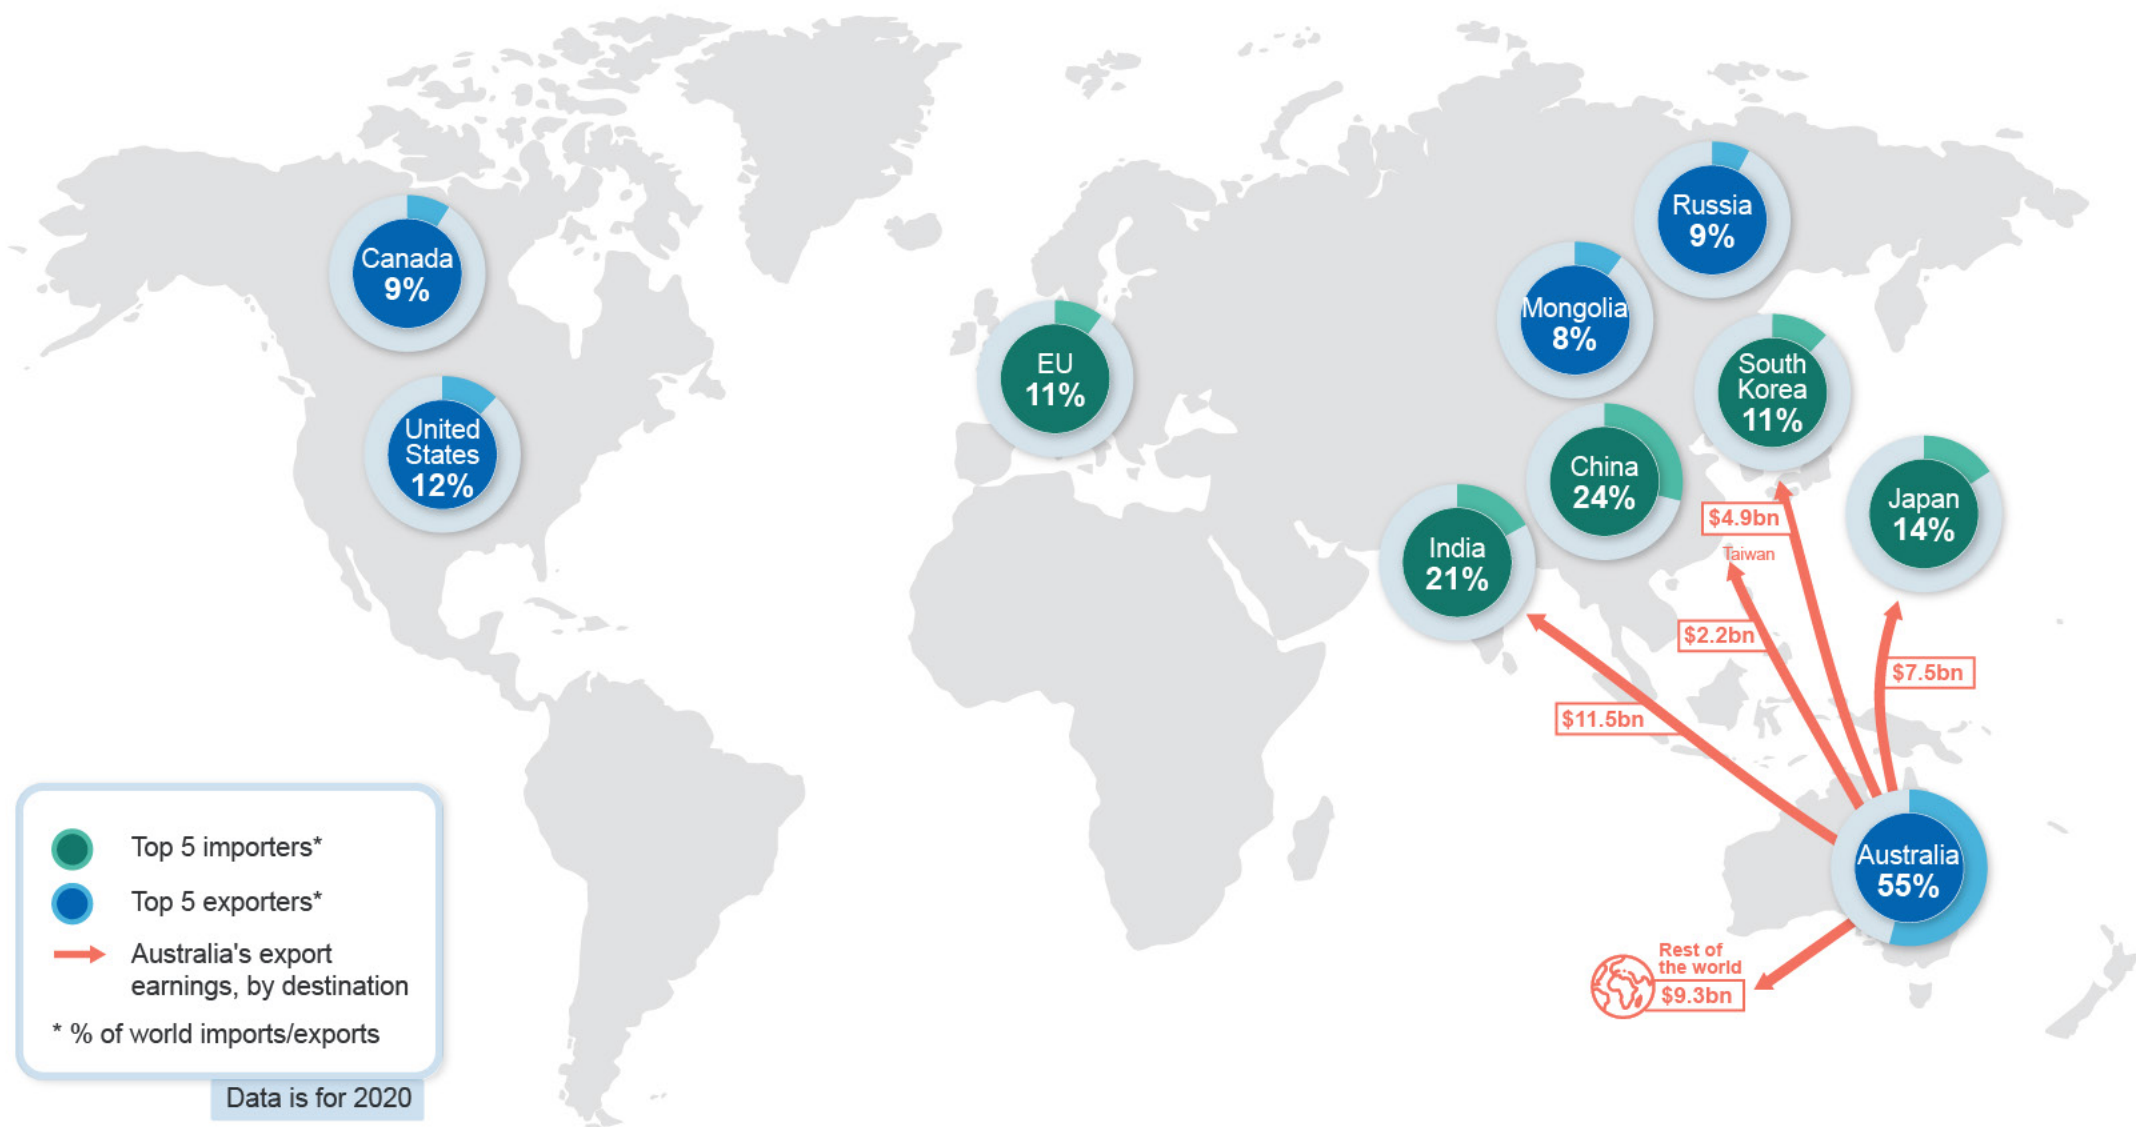 Canada
9%
United
States
12%
EU
11%
Russia
9%
Mongolia
8%
South
Korea
11%
China
24%
Japan
14%
India
21%
$4.9bn
Taiwan
$2.2bn
$7.5bn
$11.5bn
Australia
55%
Rest of
the world
$9.3bn
Top 5 importers*
Top 5 exporters*
Australia's export
earnings, by destination
* % of world imports/exports
Data is for 2020